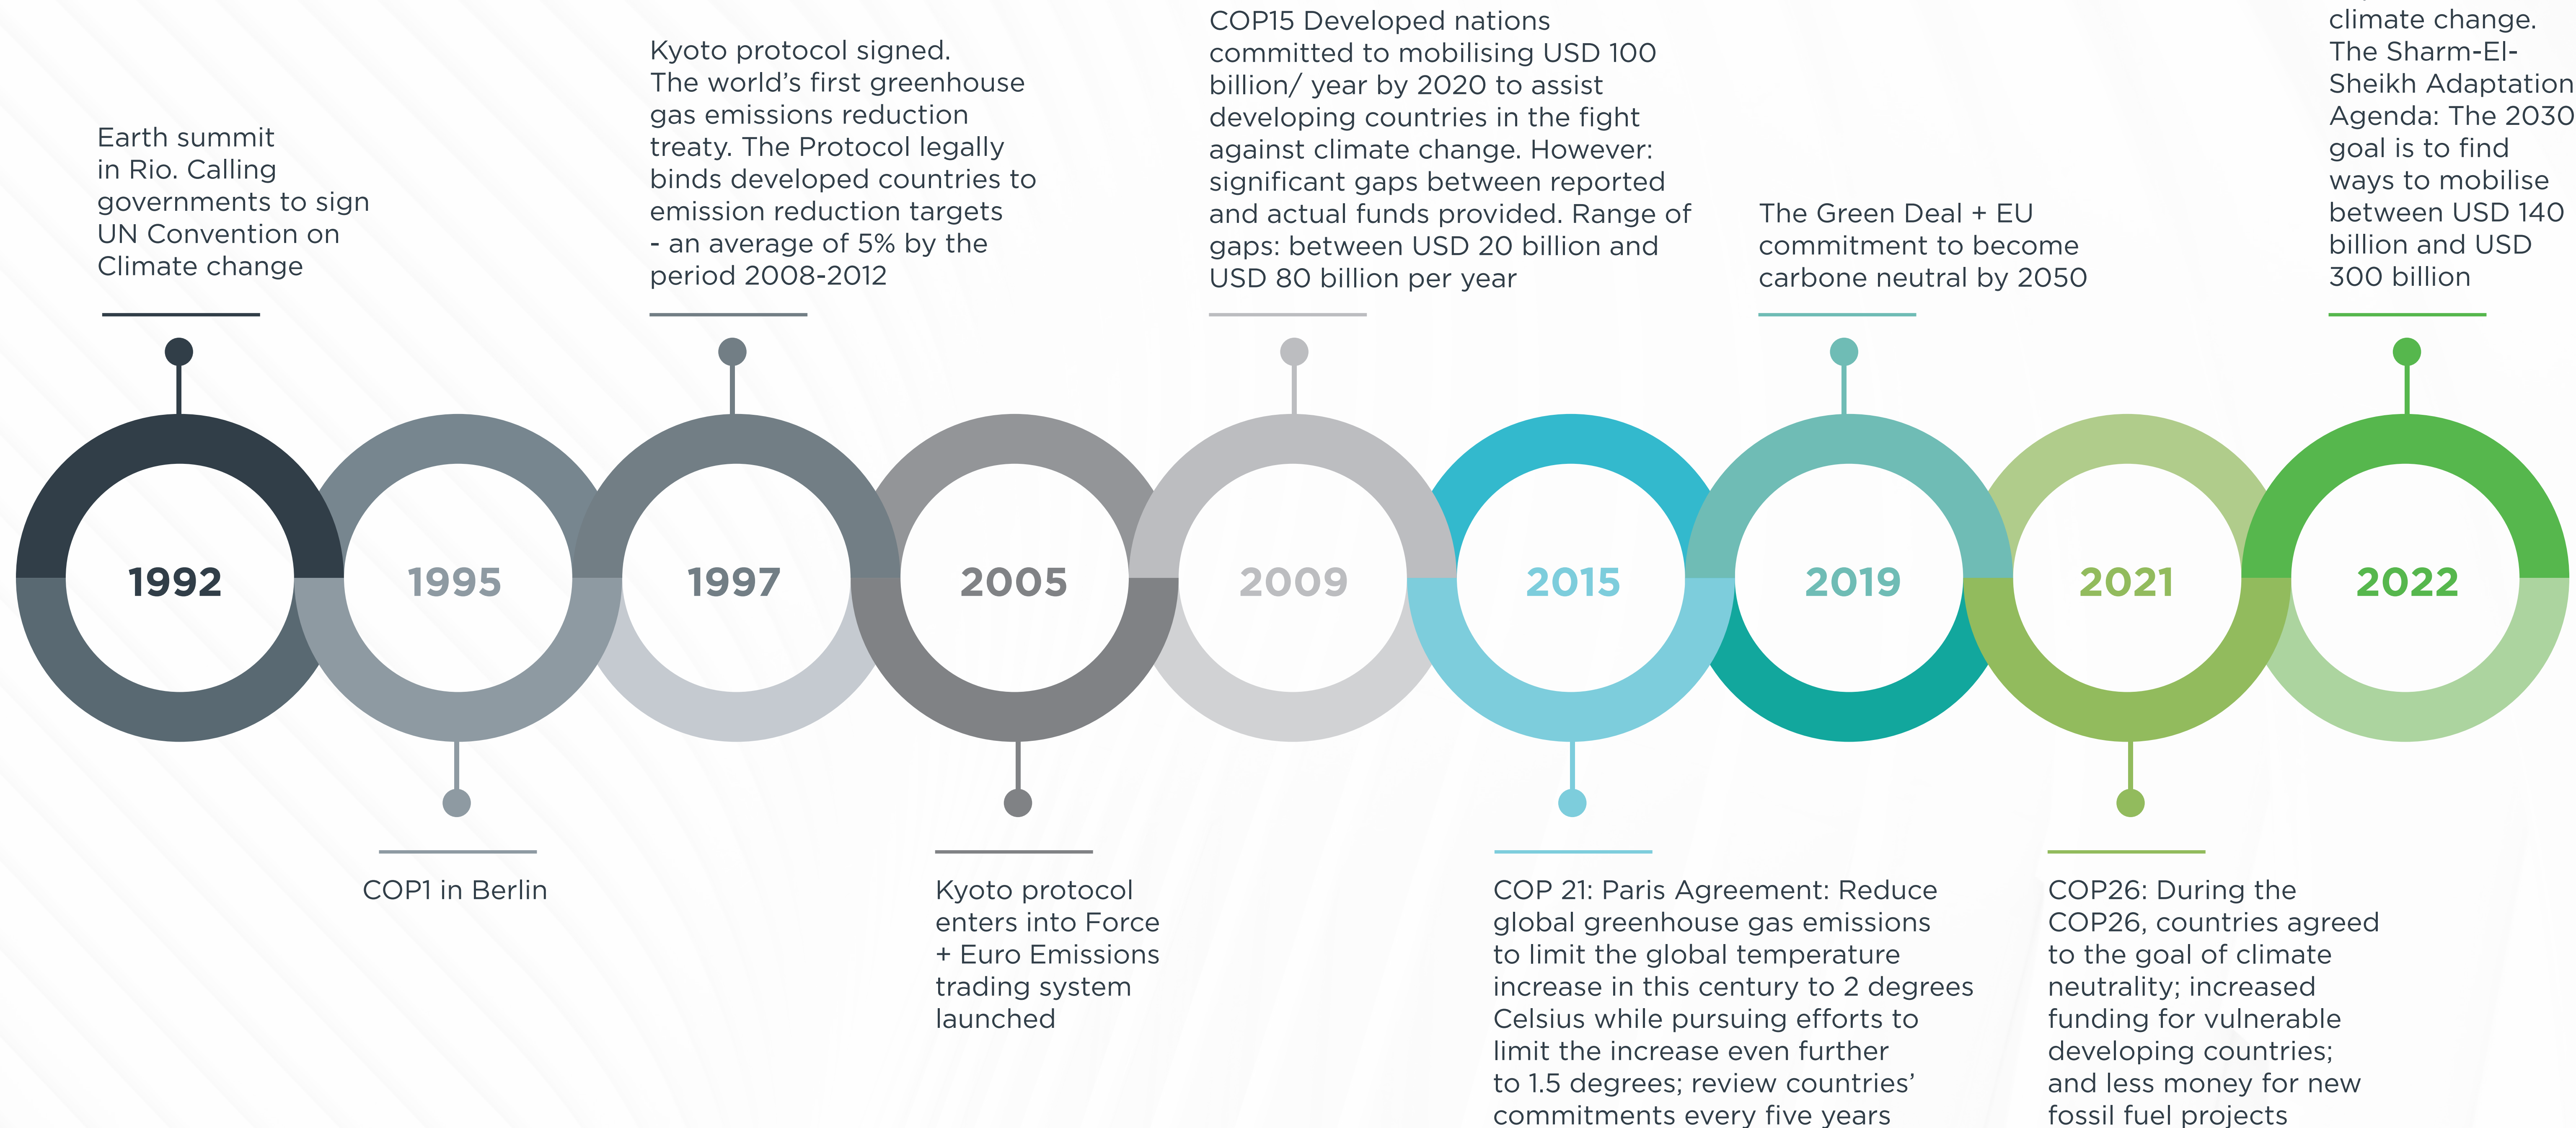 Earth summit
in Rio. Calling
governments to sign
UN Convention on
Climate change
Kyoto protocol signed.
The world’s first greenhouse
gas emissions reduction
treaty. The Protocol legally
binds developed countries to
emission reduction targets
- an average of 5% by the
period 2008-2012
COP15 Developed nations
committed to mobilising USD 100
billion/ year by 2020 to assist
developing countries in the fight
against climate change. However:
significant gaps between reported
and actual funds provided. Range of
gaps: between USD 20 billion and
USD 80 billion per year
The Green Deal + EU
commitment to become
carbone neutral by 2050
climate change.
The Sharm-El-
Sheikh Adaptation
Agenda: The 2030
goal is to find
ways to mobilise
between USD 140
billion and USD
300 billion
1992
1995
1997
2005
2009
2015
2019
2021
2022
COP1 in Berlin
Kyoto protocol
enters into Force
+ Euro Emissions
trading system
launched
COP 21: Paris Agreement: Reduce
global greenhouse gas emissions
to limit the global temperature
increase in this century to 2 degrees
Celsius while pursuing efforts to
limit the increase even further
to 1.5 degrees; review countries’
commitments every five years
COP26: During the
COP26, countries agreed
to the goal of climate
neutrality; increased
funding for vulnerable
developing countries;
and less money for new
fossil fuel projects